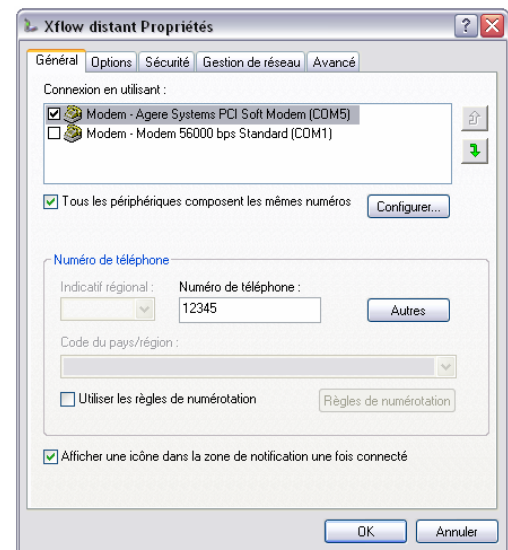 Xflow distant Propriétés
Général Options Sécurité Gestion de réseau Avancé
Connexion en utilisant :
Modem - Agere Systems PCI Soft Modem (COM5)
Modem - Modem 56000 bps Standard (COM1)
Tous les périphériques composent les mêmes numéros
Configurer...
Numéro de téléphone
Indicatif régional : Numéro de téléphone :
12345
Autres
Code du pays/région :
Utiliser les règles de numérotation
Règles de numérotation
Afficher une icône dans la zone de notification une fois connecté
OK Annuler